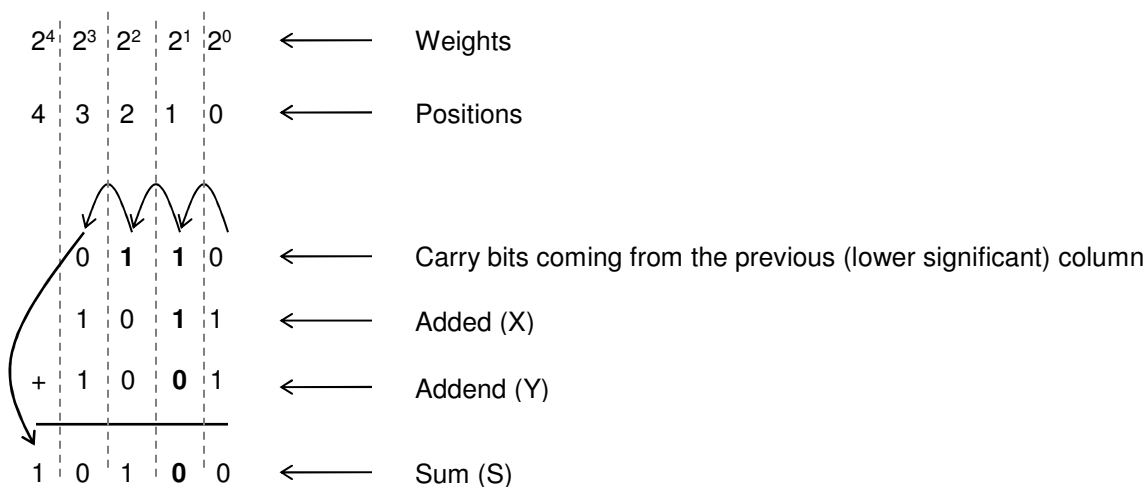 2⁴ 2³ 2² 2¹ 2⁰ Weights
4 3 2 1 0 Positions
0 1 1 0 Carry bits coming from the previous (lower significant) column
1 0 1 1 Added (X)
+ 1 0 0 1 Addend (Y)
1 0 1 0 0 Sum (S)